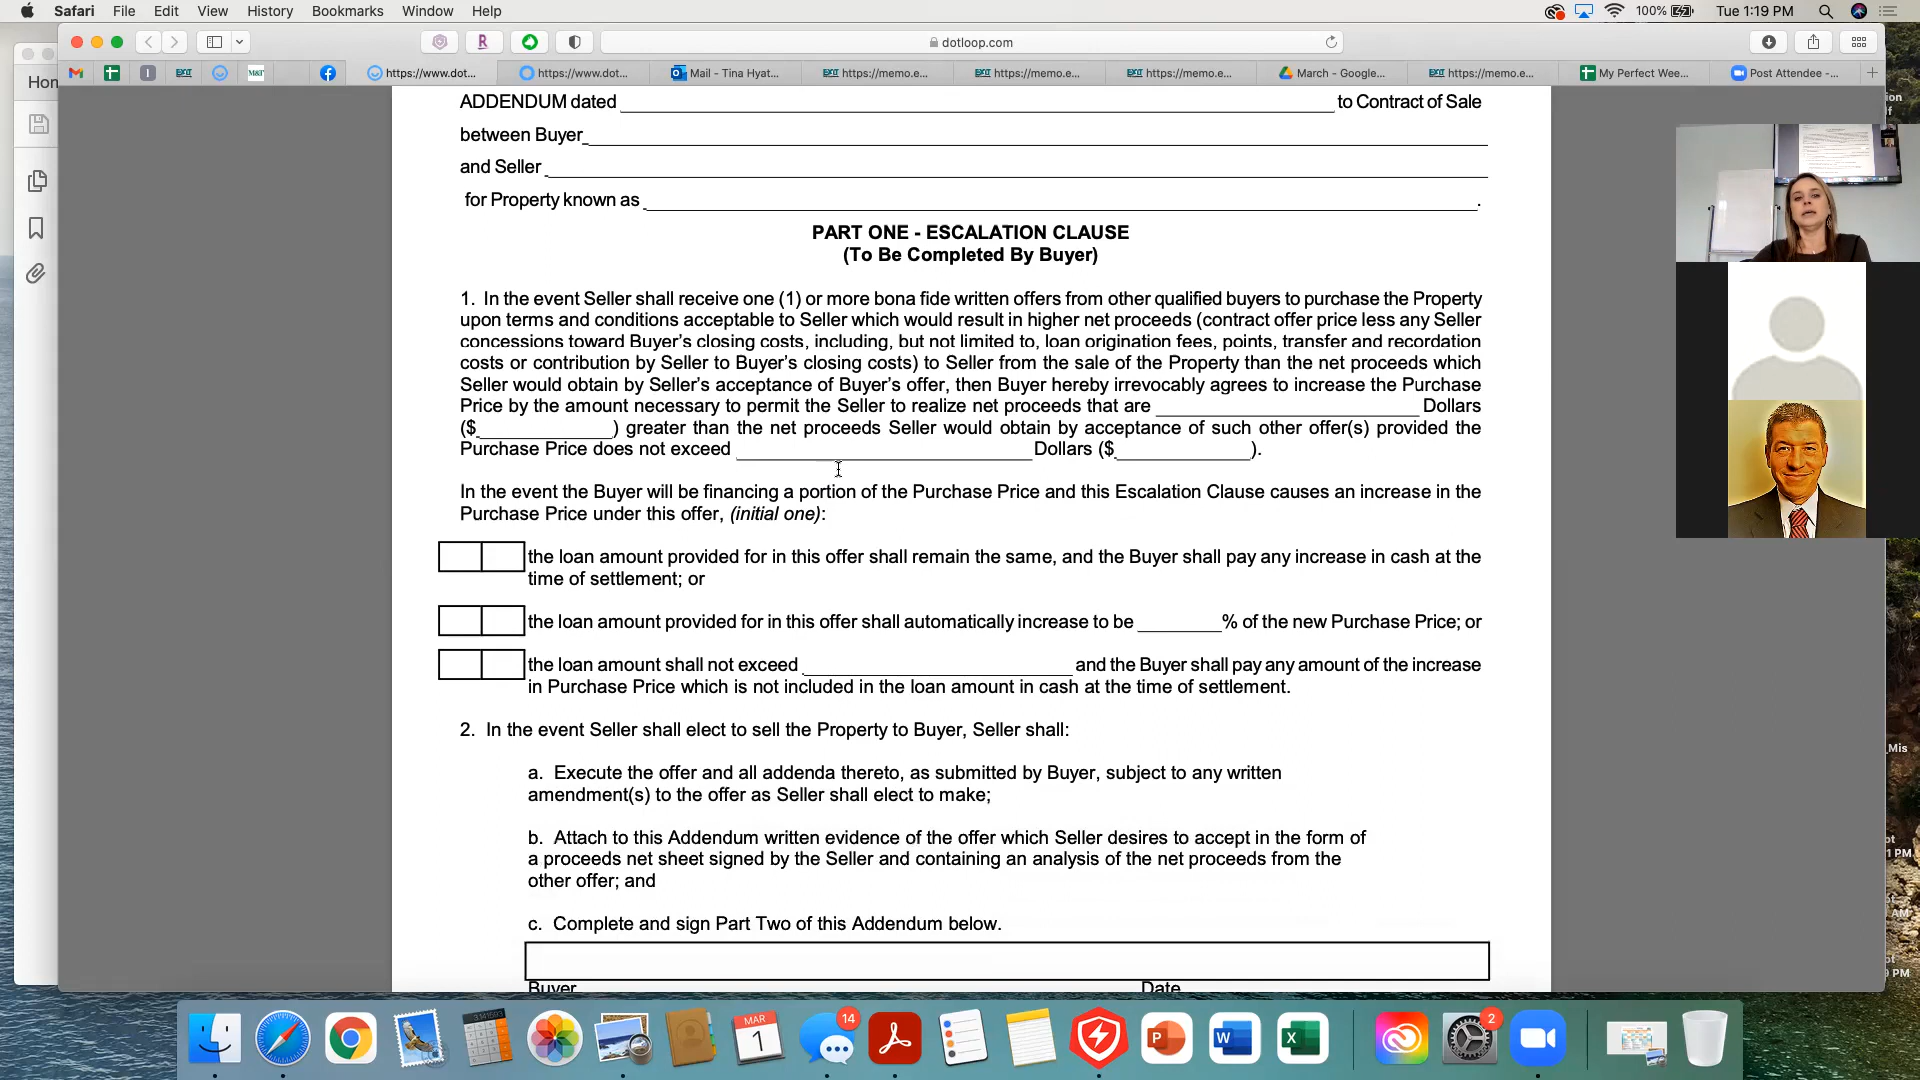 Safari File Edit View History Bookmarks Window Help 100% Tue 1:19 PM
dotloop.com
Hon
https://www.dot...
https://www.dot...
Mail - Tina Hyat...
EXIT https://memo.e...
EXIT https://memo.e...
EXIT https://memo.e...
March - Google...
EXIT https://memo.e...
My Perfect Wee...
Post Attendee -...
ADDENDUM dated to Contract of Sale
between Buyer
and Seller
for Property known as .
PART ONE - ESCALATION CLAUSE
(To Be Completed By Buyer)
1. In the event Seller shall receive one (1) or more bona fide written offers from other qualified buyers to purchase the Property
upon terms and conditions acceptable to Seller which would result in higher net proceeds (contract offer price less any Seller
concessions toward Buyer's closing costs, including, but not limited to, loan origination fees, points, transfer and recordation
costs or contribution by Seller to Buyer's closing costs) to Seller from the sale of the Property than the net proceeds which
Seller would obtain by Seller's acceptance of Buyer's offer, then Buyer hereby irrevocably agrees to increase the Purchase
Price by the amount necessary to permit the Seller to realize net proceeds that are Dollars
($ ) greater than the net proceeds Seller would obtain by acceptance of such other offer(s) provided the
Purchase Price does not exceed Dollars ($ ).
In the event the Buyer will be financing a portion of the Purchase Price and this Escalation Clause causes an increase in the
Purchase Price under this offer, (initial one):
the loan amount provided for in this offer shall remain the same, and the Buyer shall pay any increase in cash at the
time of settlement; or
the loan amount provided for in this offer shall automatically increase to be % of the new Purchase Price; or
the loan amount shall not exceed and the Buyer shall pay any amount of the increase
in Purchase Price which is not included in the loan amount in cash at the time of settlement.
2. In the event Seller shall elect to sell the Property to Buyer, Seller shall:
a. Execute the offer and all addenda thereto, as submitted by Buyer, subject to any written
amendment(s) to the offer as Seller shall elect to make;
b. Attach to this Addendum written evidence of the offer which Seller desires to accept in the form of
a proceeds net sheet signed by the Seller and containing an analysis of the net proceeds from the
other offer; and
c. Complete and sign Part Two of this Addendum below.
Buyer Date
MAR
1
14
2